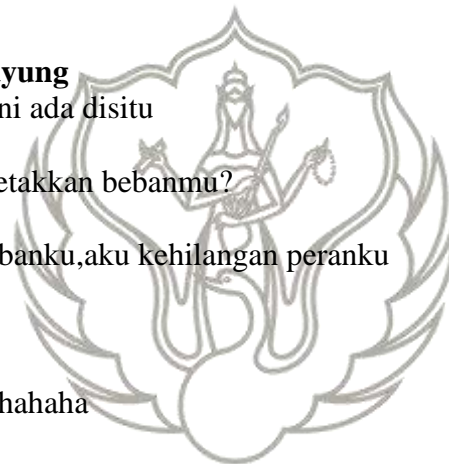 yung
ni ada disitu
etakkan bebanmu?
banku,aku kehilangan peranku
hahaha